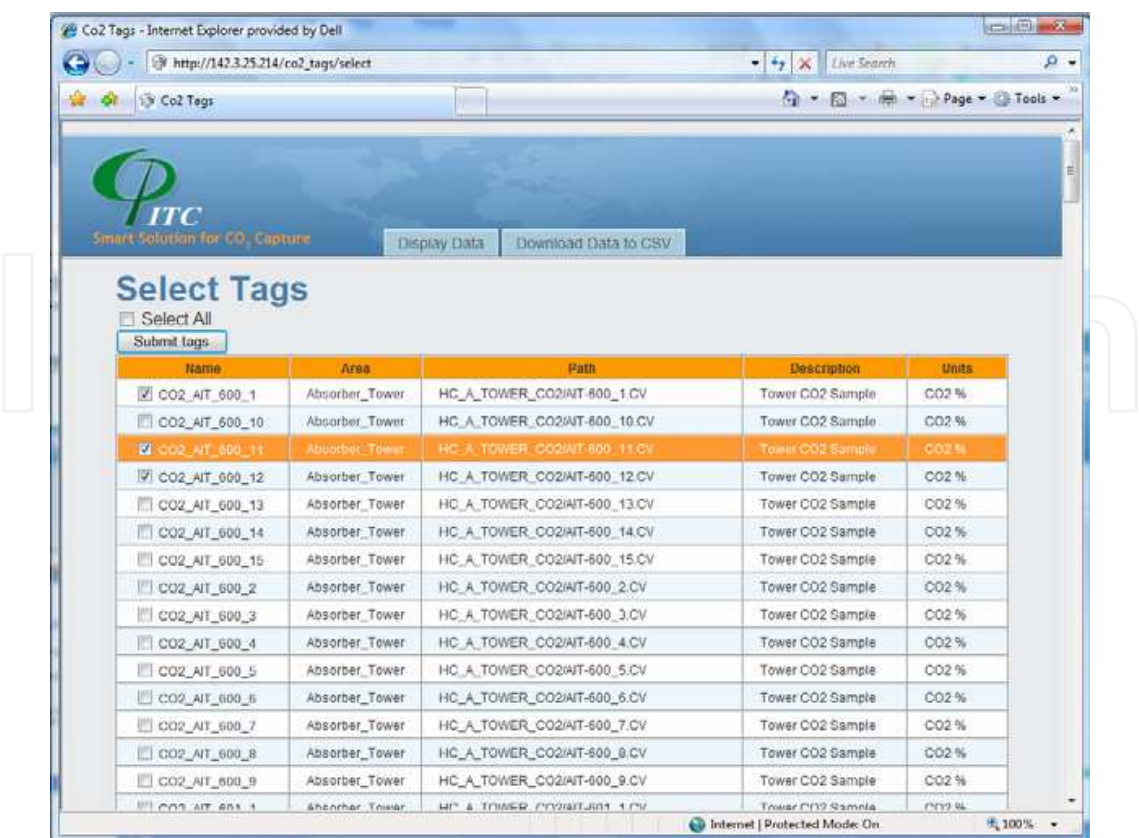 Co2 Tags - Internet Explorer provided by Dell
http://142.3.25.214/co2_tags/select
Live Search
Co2 Tags
Page Tools
ITC
Smart Solution for CO2 Capture
Display Data Download Data to CSV
Select Tags
Select All
Submit tags
Name Area Path Description Units
CO2_AIT_600_1 Absorber_Tower HC_A_TOWER_CO2/AIT-600_1.CV Tower CO2 Sample CO2 %
CO2_AIT_600_10 Absorber_Tower HC_A_TOWER_CO2/AIT-600_10.CV Tower CO2 Sample CO2 %
CO2_AIT_600_11 Absorber_Tower HC_A_TOWER_CO2/AIT-600_11.CV Tower CO2 Sample CO2 %
CO2_AIT_600_12 Absorber_Tower HC_A_TOWER_CO2/AIT-600_12.CV Tower CO2 Sample CO2 %
CO2_AIT_600_13 Absorber_Tower HC_A_TOWER_CO2/AIT-600_13.CV Tower CO2 Sample CO2 %
CO2_AIT_600_14 Absorber_Tower HC_A_TOWER_CO2/AIT-600_14.CV Tower CO2 Sample CO2 %
CO2_AIT_600_15 Absorber_Tower HC_A_TOWER_CO2/AIT-600_15.CV Tower CO2 Sample CO2 %
CO2_AIT_600_2 Absorber_Tower HC_A_TOWER_CO2/AIT-600_2.CV Tower CO2 Sample CO2 %
CO2_AIT_600_3 Absorber_Tower HC_A_TOWER_CO2/AIT-600_3.CV Tower CO2 Sample CO2 %
CO2_AIT_600_4 Absorber_Tower HC_A_TOWER_CO2/AIT-600_4.CV Tower CO2 Sample CO2 %
CO2_AIT_600_5 Absorber_Tower HC_A_TOWER_CO2/AIT-600_5.CV Tower CO2 Sample CO2 %
CO2_AIT_600_6 Absorber_Tower HC_A_TOWER_CO2/AIT-600_6.CV Tower CO2 Sample CO2 %
CO2_AIT_600_7 Absorber_Tower HC_A_TOWER_CO2/AIT-600_7.CV Tower CO2 Sample CO2 %
CO2_AIT_600_8 Absorber_Tower HC_A_TOWER_CO2/AIT-600_8.CV Tower CO2 Sample CO2 %
CO2_AIT_600_9 Absorber_Tower HC_A_TOWER_CO2/AIT-600_9.CV Tower CO2 Sample CO2 %
CO2_AIT_601_1 Absorber_Tower HC_A_TOWER_CO2/AIT-601_1.CV Tower CO2 Sample CO2 %
Internet | Protected Mode: On 100%